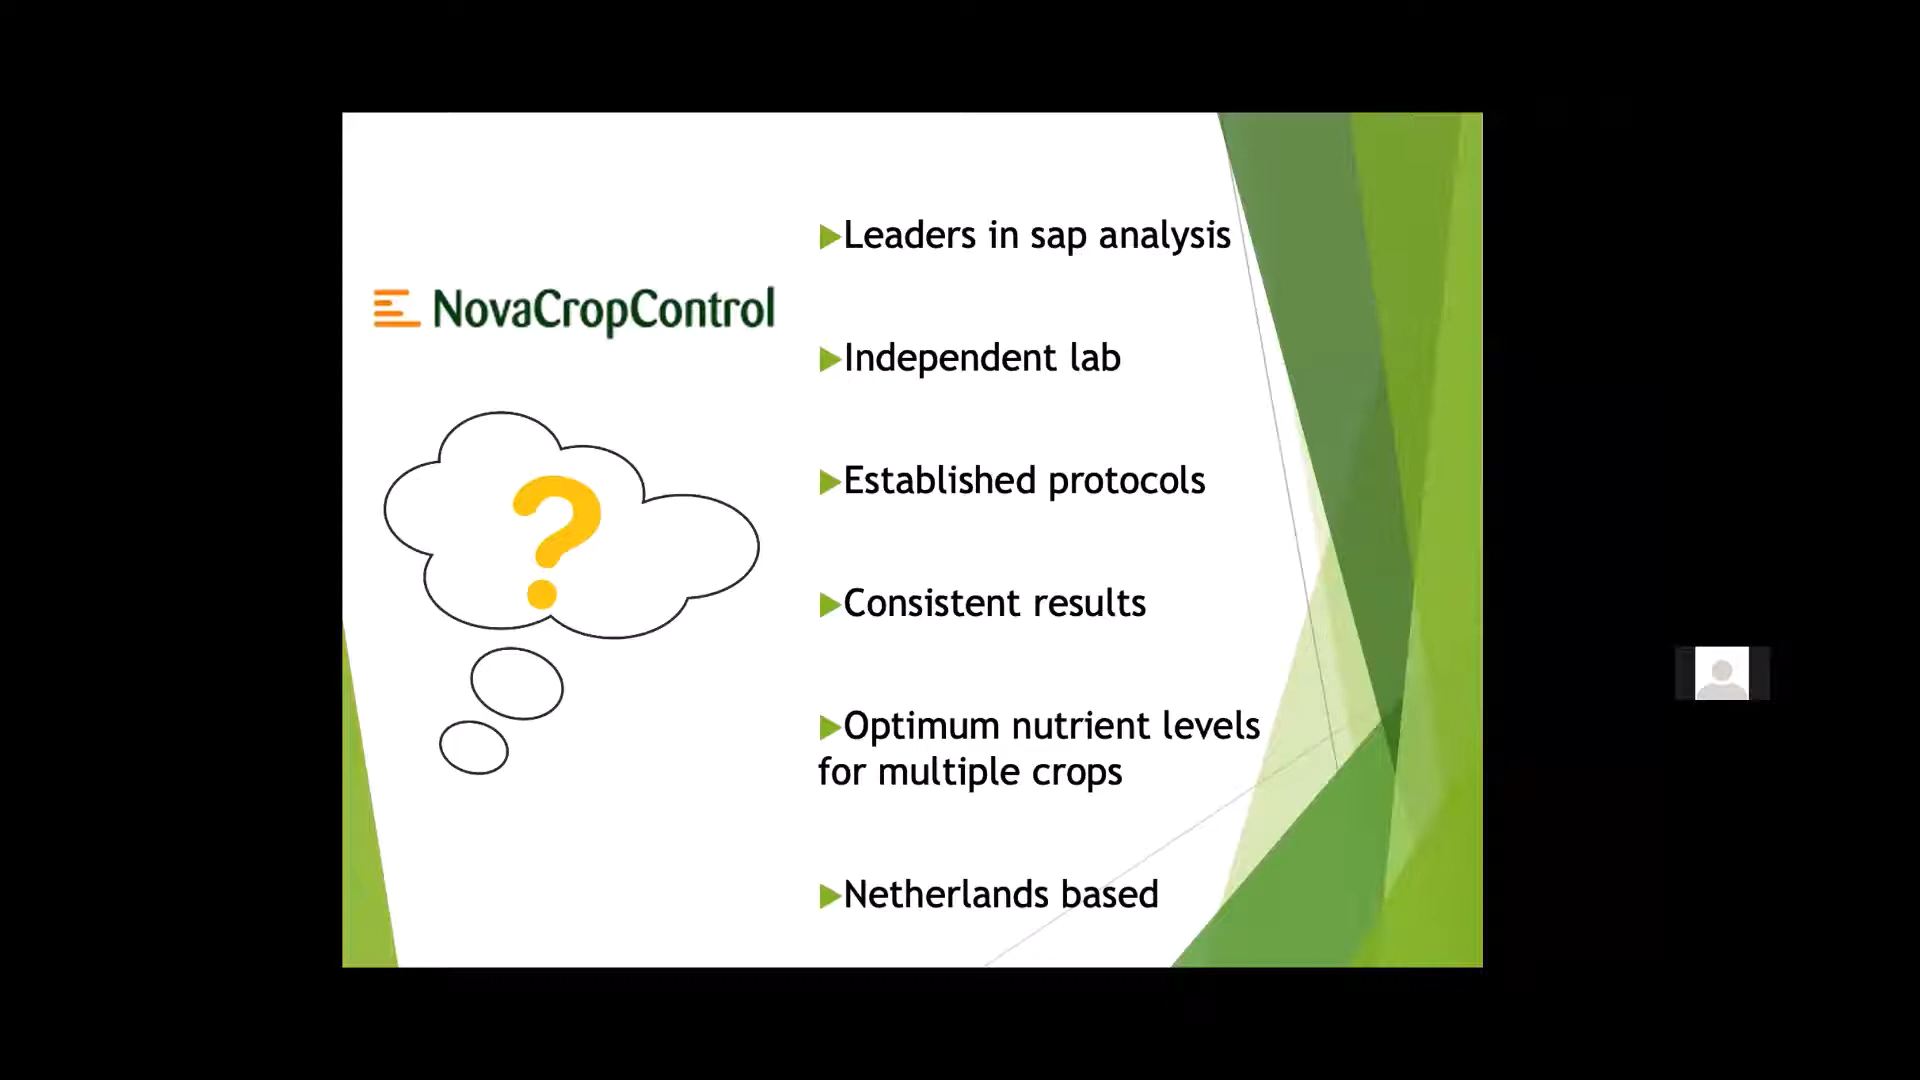 NovaCropControl
?
Leaders in sap analysis
Independent lab
Established protocols
Consistent results
Optimum nutrient levels
for multiple crops
Netherlands based